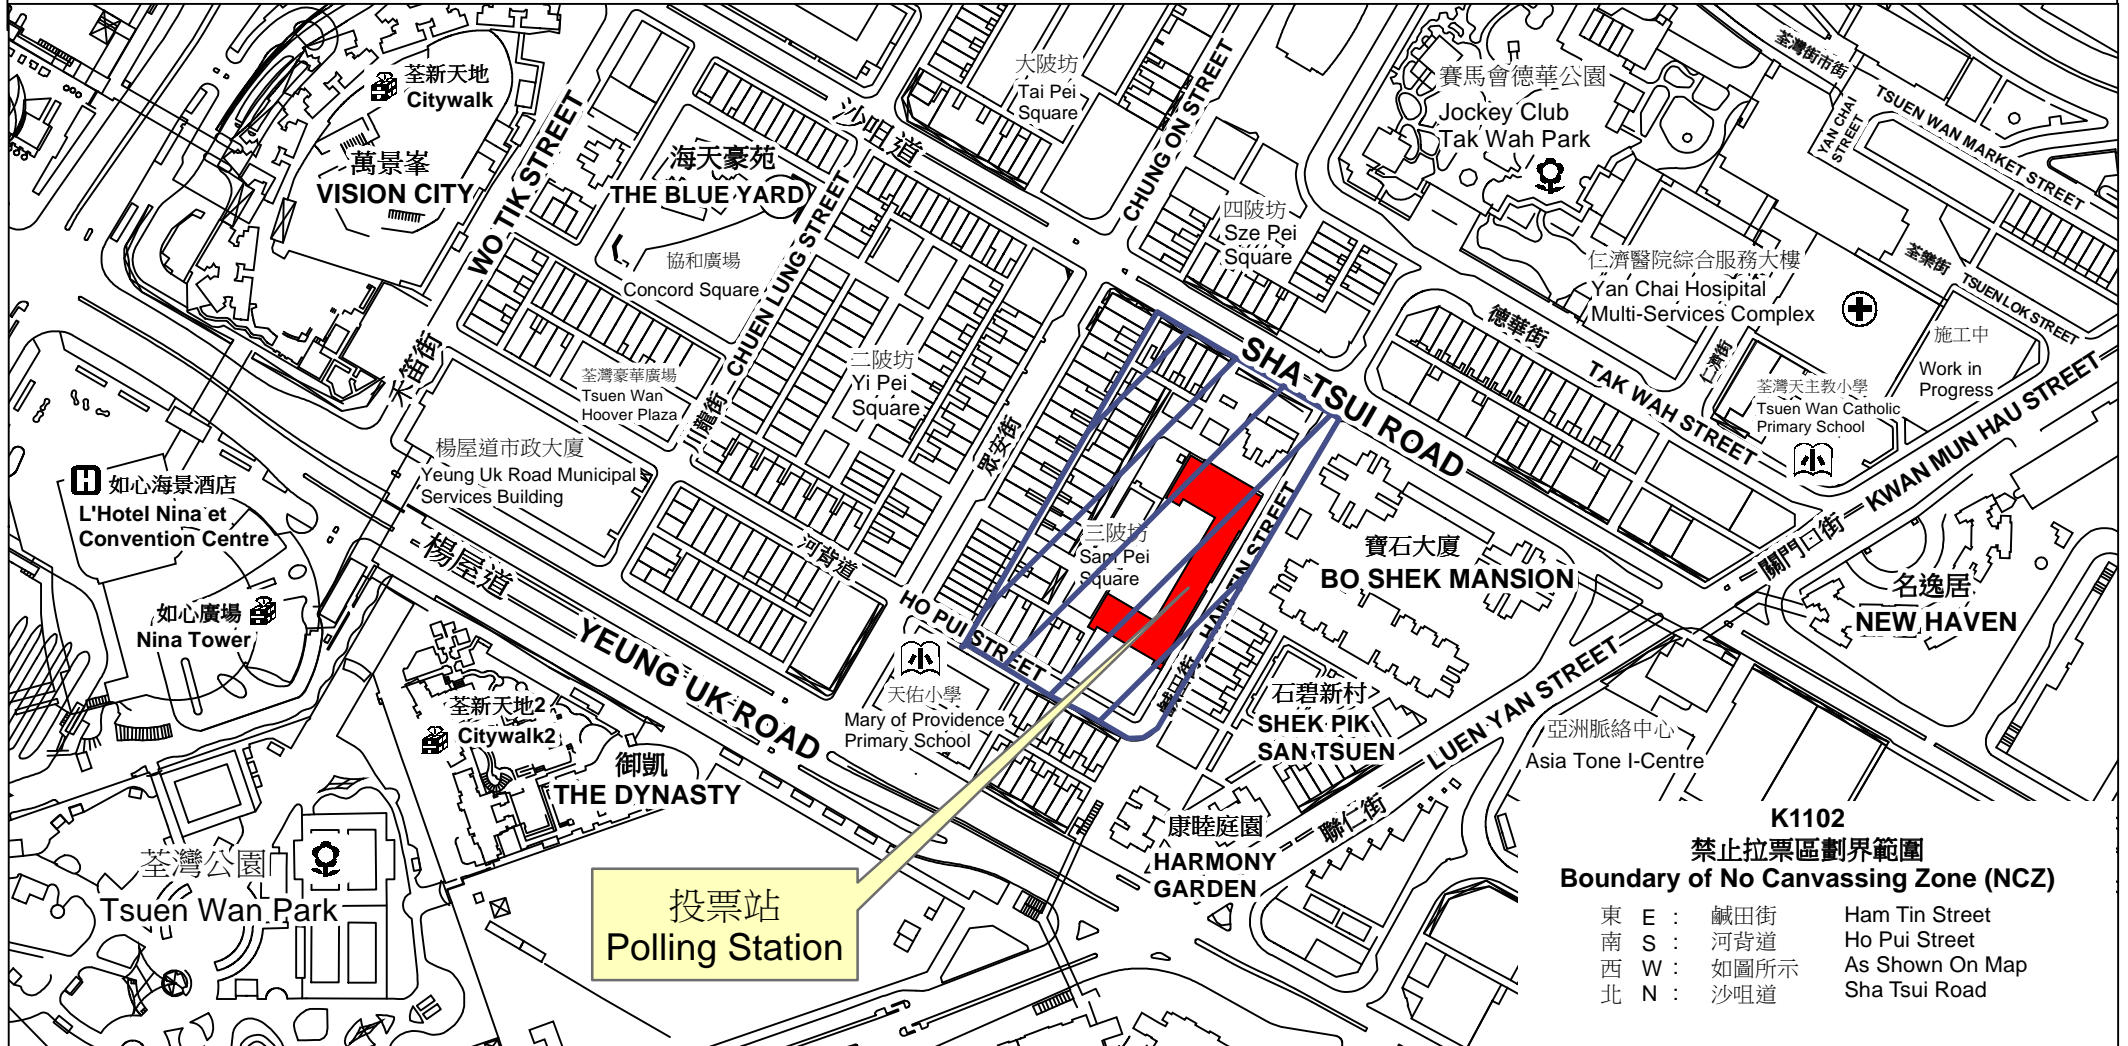 荃新天地
Citywalk
萬景峯
VISION CITY
WO TIK STREET
禾笛街
海天豪苑
THE BLUE YARD
協和廣場
Concord Square
CHUEN LUNG STREET
川龍街
沙咀道
大陂坊
Tai Pei
Square
CHUNG ON STREET
眾安街
四陂坊
Sze Pei
Square
賽馬會德華公園
Jockey Club
Tak Wah Park
荃灣街市街
TSUEN WAN MARKET STREET
YAN CHAI
STREET
仁濟街
仁濟醫院綜合服務大樓
Yan Chai Hosipital
Multi-Services Complex
荃樂街
TSUEN LOK STREET
施工中
Work in
Progress
德華街
TAK WAH STREET
荃灣天主教小學
Tsuen Wan Catholic
Primary School
小
KWAN MUN HAU STREET
關門口街
SHA TSUI ROAD
二陂坊
Yi Pei
Square
荃灣豪華廣場
Tsuen Wan
Hoover Plaza
楊屋道市政大廈
Yeung Uk Road Municipal
Services Building
H
如心海景酒店
L'Hotel Nina et
Convention Centre
如心廣場
Nina Tower
楊屋道
YEUNG UK ROAD
河背道
HO PUI STREET
三陂坊
Sam Pei
Square
HAM TIN STREET
鹹田街
寶石大廈
BO SHEK MANSION
名逸居
NEW HAVEN
小
天佑小學
Mary of Providence
Primary School
石碧新村
SHEK PIK
SAN TSUEN
LUEN YAN STREET
聯仁街
亞洲脈絡中心
Asia Tone I-Centre
荃新天地2
Citywalk2
御凱
THE DYNASTY
康睦庭園
HARMONY
GARDEN
荃灣公園
Tsuen Wan Park
投票站
Polling Station
K1102
禁止拉票區劃界範圍
Boundary of No Canvassing Zone (NCZ)
東 E : 鹹田街 Ham Tin Street
南 S : 河背道 Ho Pui Street
西 W : 如圖所示 As Shown On Map
北 N : 沙咀道 Sha Tsui Road